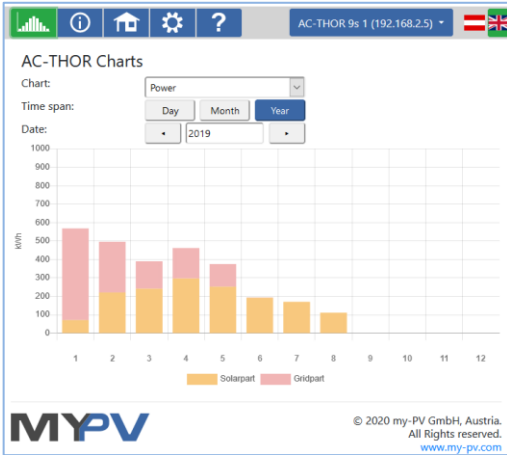 AC-THOR 9s 1 (192.168.2.5)
AC-THOR Charts
Chart:
Power
Time span:
Day Month Year
Date:
2019
1000
900
800
700
600
500
400
300
200
100
0
kWh
1 2 3 4 5 6 7 8 9 10 11 12
Solarpart Gridpart
MYPV
© 2020 my-PV GmbH, Austria.
All Rights reserved.
www.my-pv.com